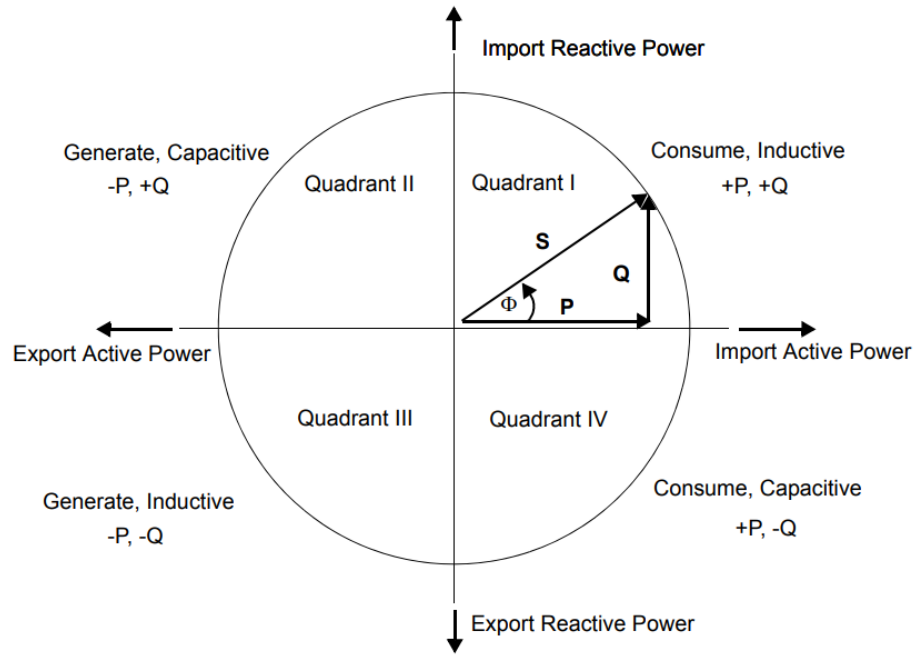 Import Reactive Power
Generate, Capacitive
-P, +Q
Quadrant II
Quadrant I
Consume, Inductive
+P, +Q
S
Q
Φ
P
Export Active Power
Import Active Power
Quadrant III
Quadrant IV
Generate, Inductive
-P, -Q
Consume, Capacitive
+P, -Q
Export Reactive Power